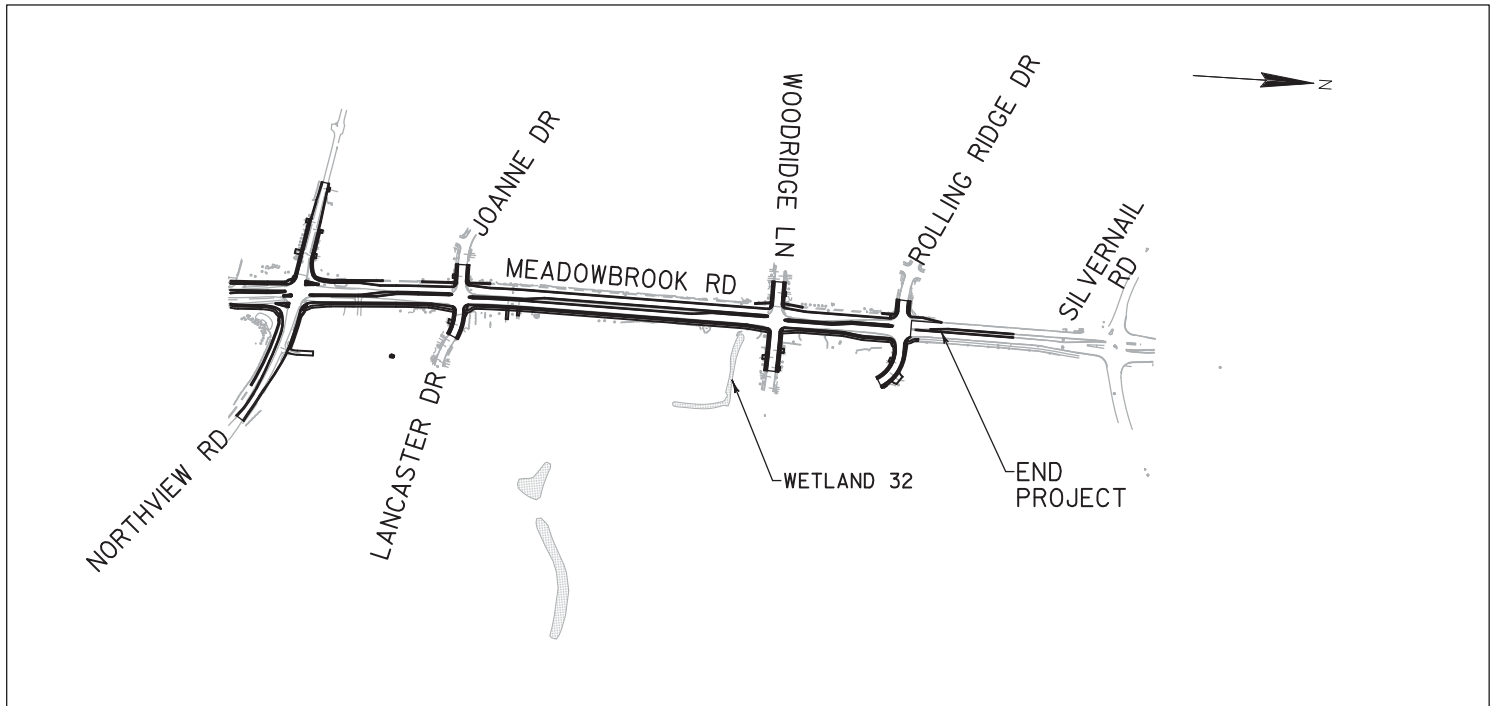 WOODRIDGE LN
ROLLING RIDGE DR
N
JOANNE DR
MEADOWBROOK RD
SILVERNAIL
RD
NORTHVIEW RD
LANCASTER DR
WETLAND 32
END
PROJECT